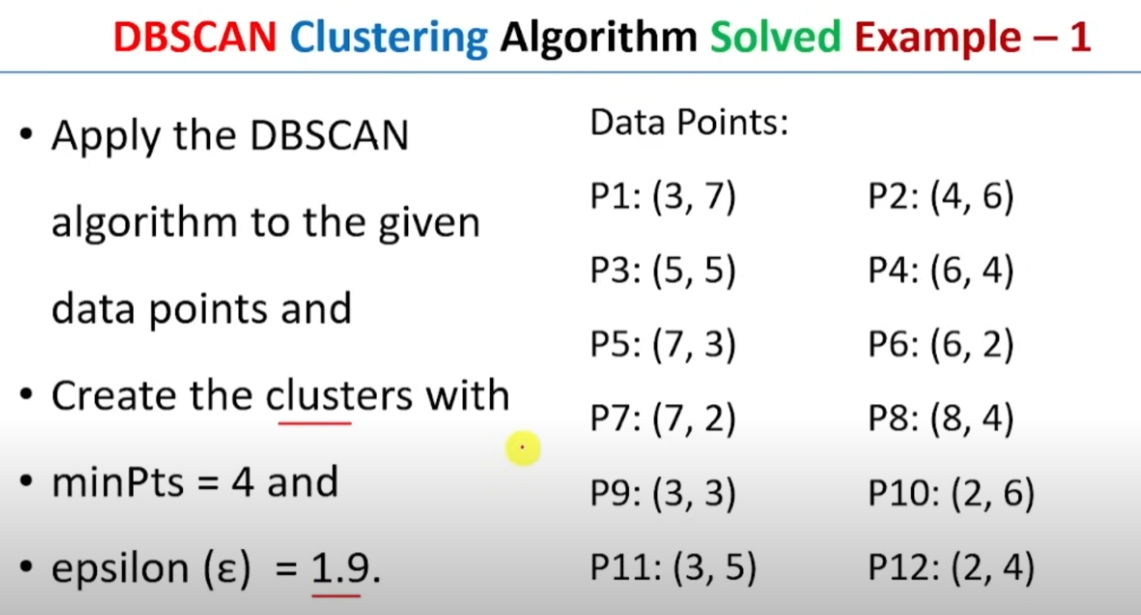 DBSCAN Clustering Algorithm Solved Example – 1
• Apply the DBSCAN
algorithm to the given
data points and
• Create the clusters with
• minPts = 4 and
• epsilon (ε) = 1.9.
Data Points:
P1: (3, 7) P2: (4, 6)
P3: (5, 5) P4: (6, 4)
P5: (7, 3) P6: (6, 2)
P7: (7, 2) P8: (8, 4)
P9: (3, 3) P10: (2, 6)
P11: (3, 5) P12: (2, 4)